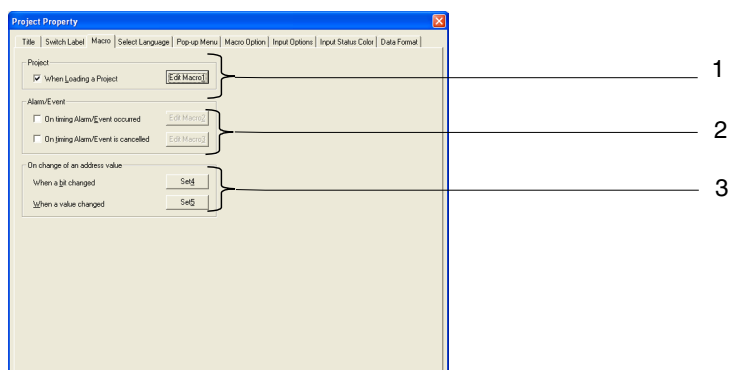 Project Property
Title Switch Label Macro Select Language Pop-up Menu Macro Option Input Options Input Status Color Data Format
Project
When Loading a Project Edit Macro1
1
Alarm/Event
On timing Alarm/Event occurred Edit Macro2
2
On timing Alarm/Event is cancelled Edit Macro3
On change of an address value
When a bit changed Set4
3
When a value changed Set5